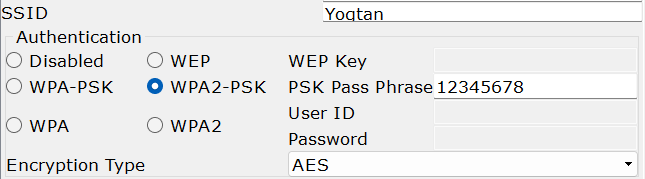 SSID Yoqtan
Authentication
Disabled WEP WEP Key
WPA-PSK WPA2-PSK PSK Pass Phrase 12345678
User ID
WPA WPA2
Password
Encryption Type AES